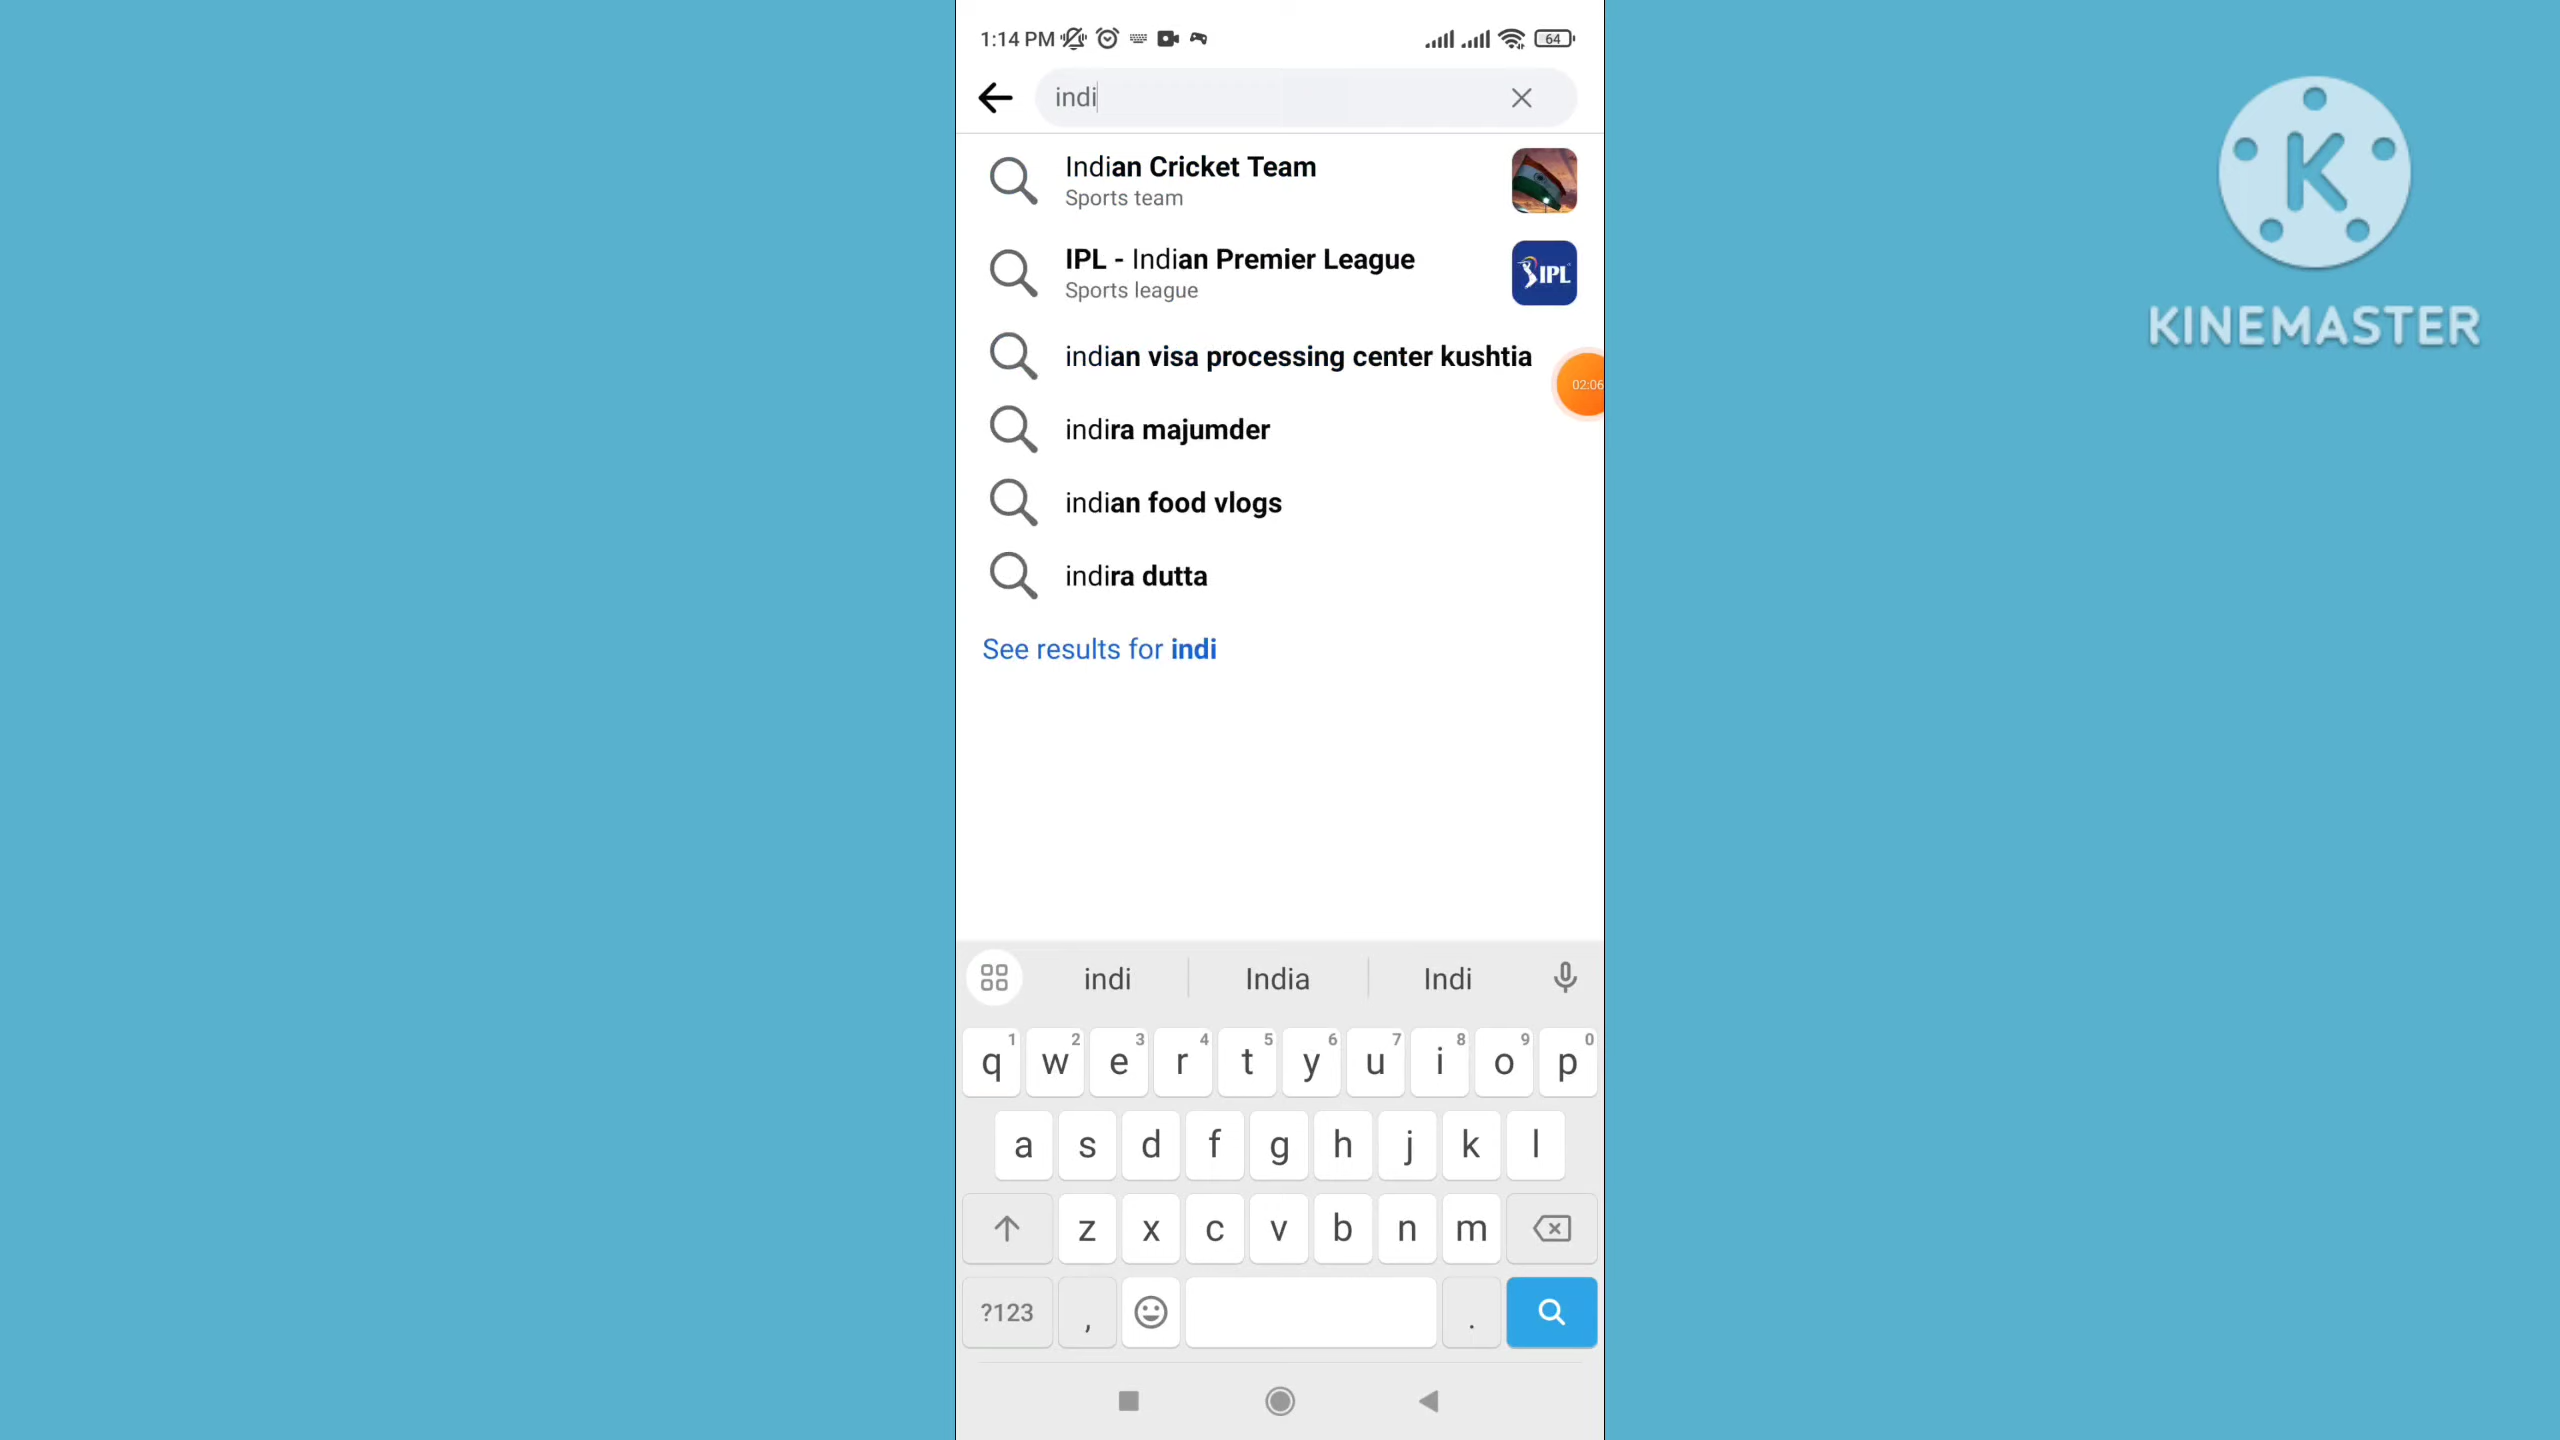 1:14 PM
64
indi
Indian Cricket Team
Sports team
IPL - Indian Premier League
Sports league
IPL
indian visa processing center kushtia
02:06
indira majumder
indian food vlogs
indira dutta
See results for indi
indi India Indi
1 2 3 4 5 6 7 8 9 0
q w e r t y u i o p
a s d f g h j k l
z x c v b n m
?123 , .
K
KINEMASTER